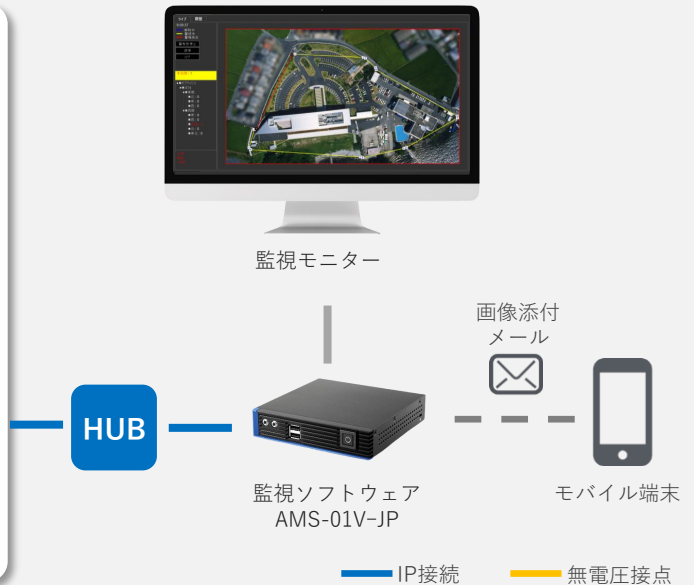 監視モニター
画像添付
メール
HUB
監視ソフトウェア
AMS-01V-JP
モバイル端末
IP接続
無電圧接点